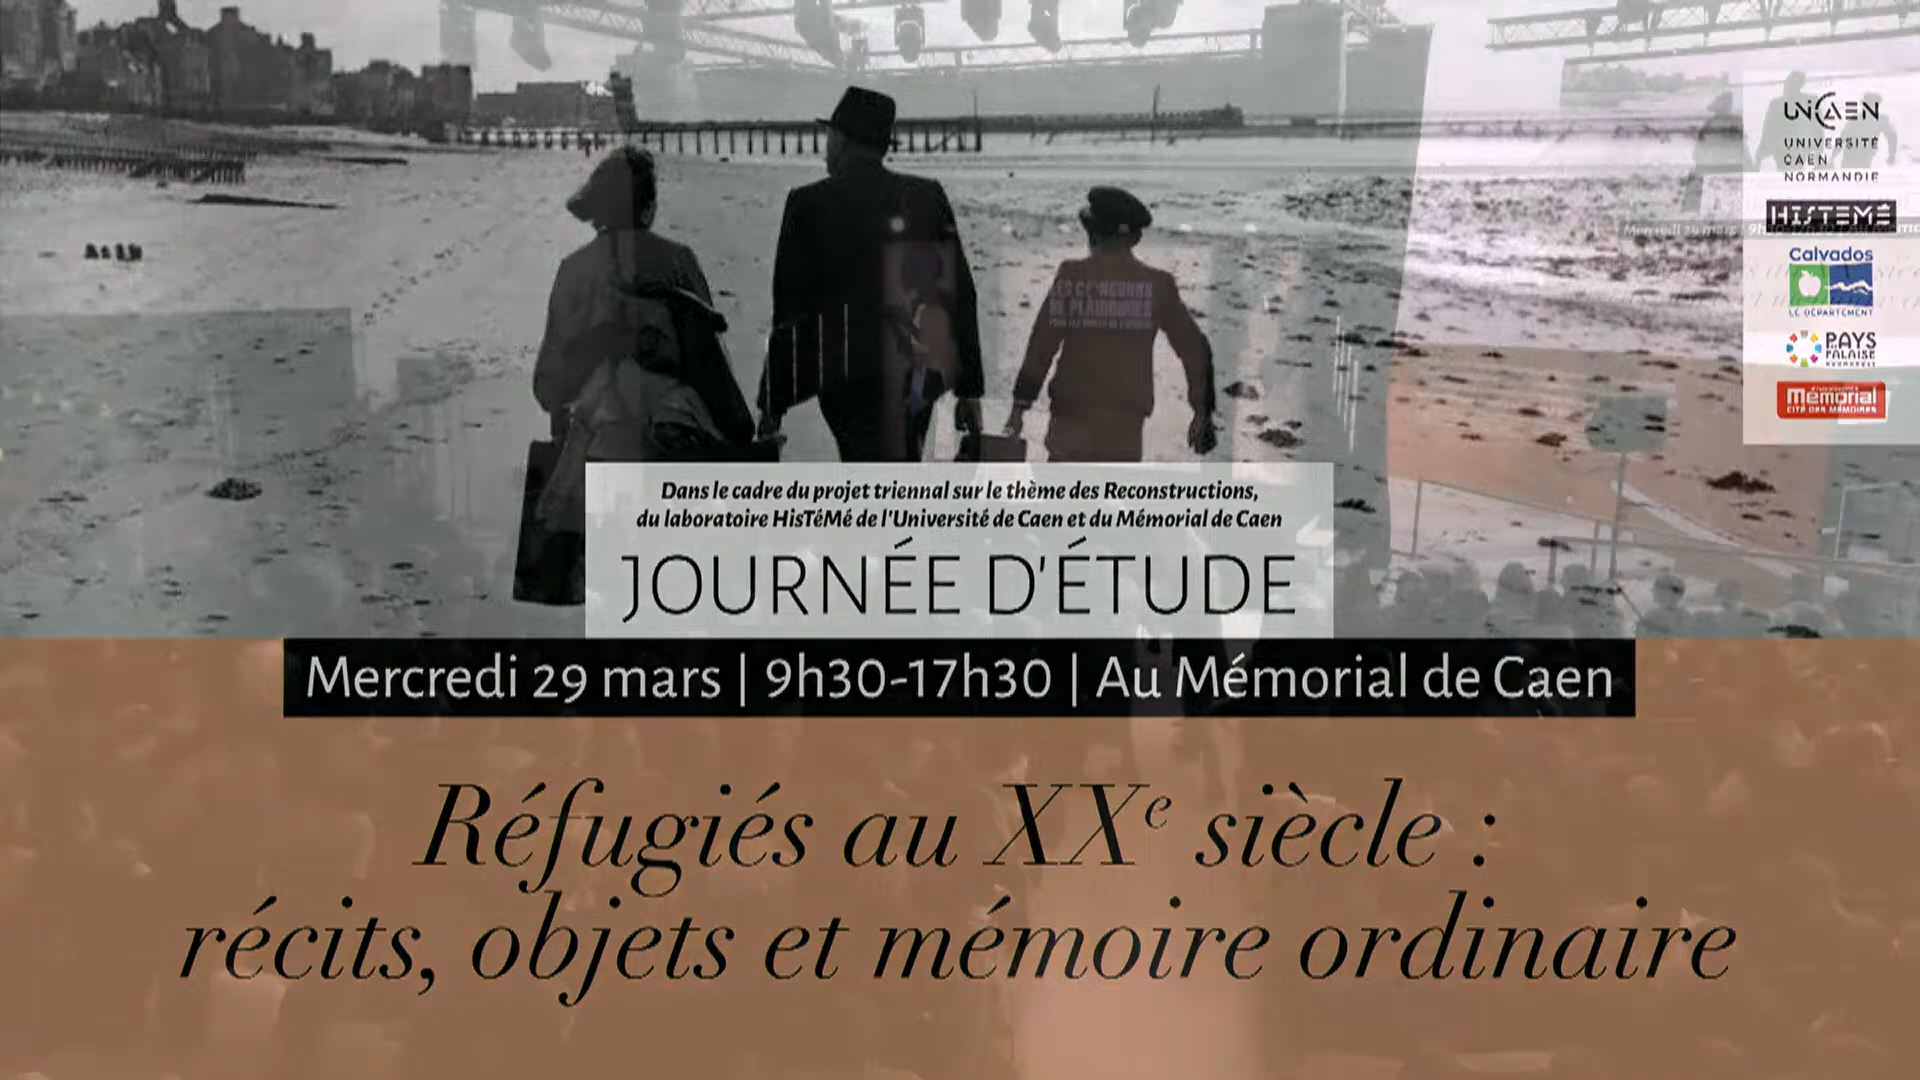 UNICAEN
UNIVERSITÉ
CAEN
NORMANDIE
HISTEMÉ
Calvados
LE DÉPARTEMENT
PAYS
FALAISE
Mémorial
CITÉ DES MÉMOIRES
Dans le cadre du projet triennal sur le thème des Reconstructions,
du laboratoire HisTéMé de l'Université de Caen et du Mémorial de Caen
JOURNÉE D'ÉTUDE
Mercredi 29 mars | 9h30-17h30 | Au Mémorial de Caen
Réfugiés au XXe siècle :
récits, objets et mémoire ordinaire